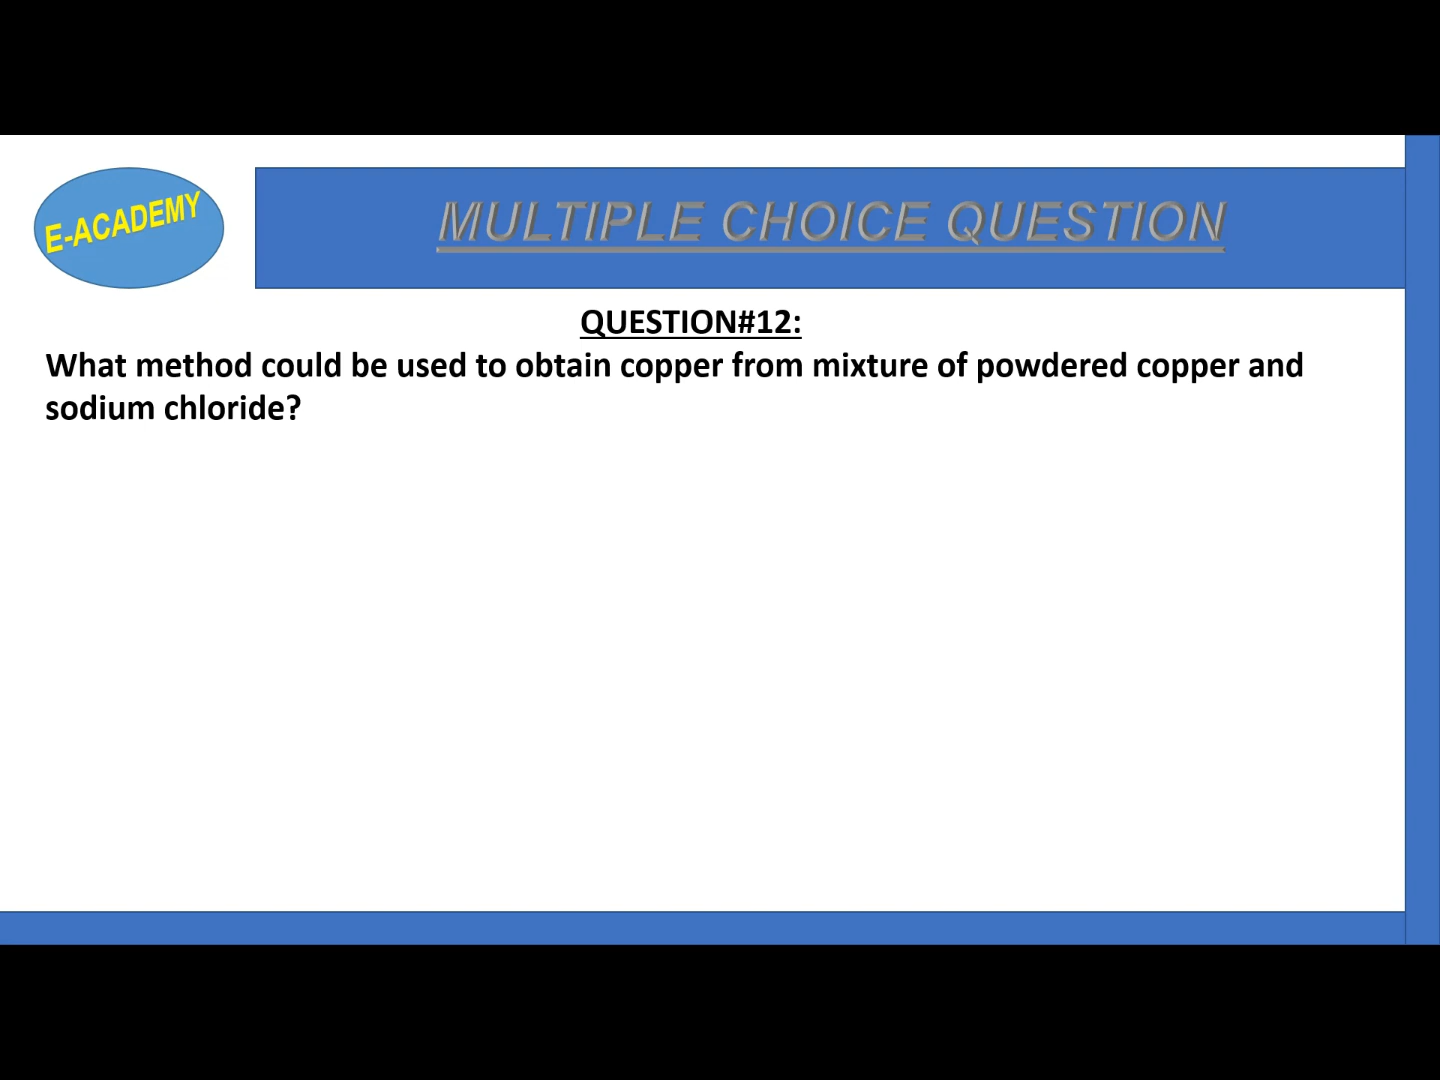 E-ACADEMY
MULTIPLE CHOICE QUESTION
QUESTION#12:
What method could be used to obtain copper from mixture of powdered copper and
sodium chloride?